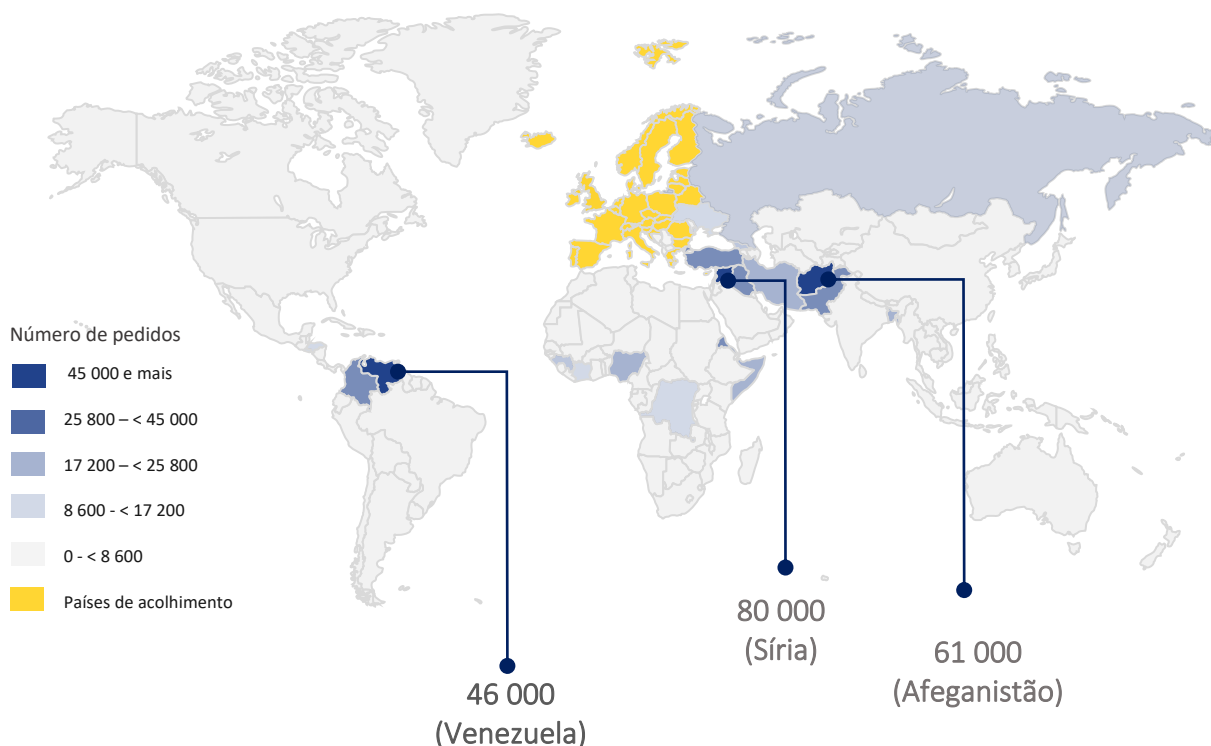 Número de pedidos
45 000 e mais
25 800 – < 45 000
17 200 – < 25 800
8 600 - < 17 200
0 - < 8 600
Países de acolhimento
46 000
(Venezuela)
80 000
(Síria)
61 000
(Afeganistão)